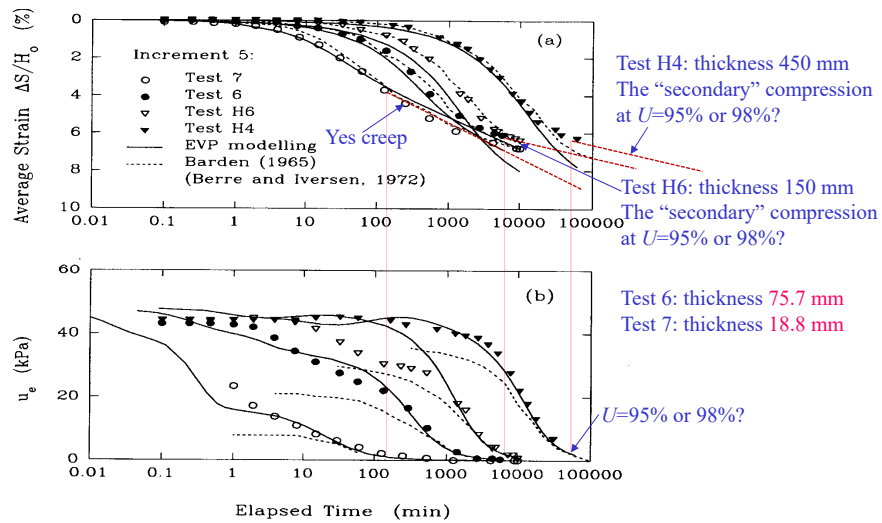 Average Strain ΔS/H₀ (%)
0
2
4
6
8
10
(a)
Increment 5:
Test 7
Test 6
Test H6
Test H4
EVP modelling
Barden (1965)
(Berre and Iversen, 1972)
Yes creep
0.01 0.1 1 10 100 1000 10000 100000
Test H4: thickness 450 mm
The “secondary” compression
at U=95% or 98%?
Test H6: thickness 150 mm
The “secondary” compression
at U=95% or 98%?
uₑ (kPa)
60
40
20
0
(b)
Test 6: thickness 75.7 mm
Test 7: thickness 18.8 mm
U=95% or 98%?
0.01 0.1 1 10 100 1000 10000 100000
Elapsed Time (min)